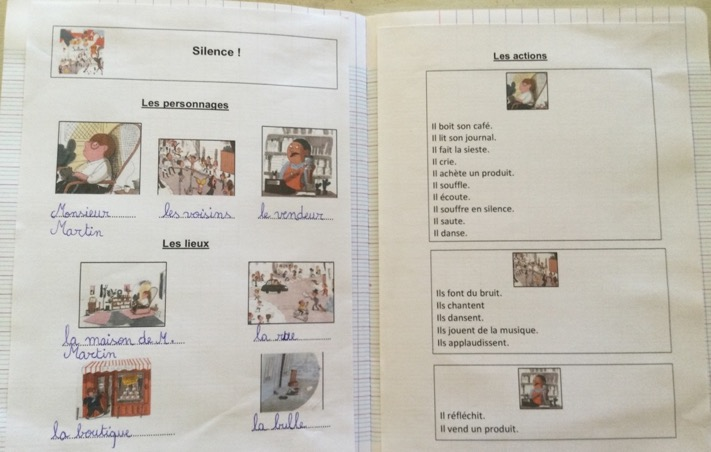 Silence !
Les personnages
Monsieur
Martin
les voisins
le vendeur
Les lieux
la maison de M.
Martin
la rue
la boutique
la bulle
Les actions
Il boit son café.
Il lit son journal.
Il fait la sieste.
Il crie.
Il achète un produit.
Il souffle.
Il écoute.
Il souffre en silence.
Il saute.
Il danse.
Ils font du bruit.
Ils chantent
Ils dansent.
Ils jouent de la musique.
Ils applaudissent.
Il réfléchit.
Il vend un produit.